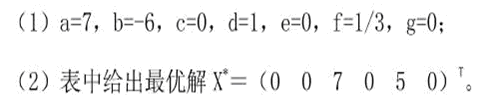 （1）a=7，b=-6，c=0，d=1，e=0，f=1/3，g=0；
（2）表中给出最优解 X*=（0 0 7 0 5 0）ᵀ。